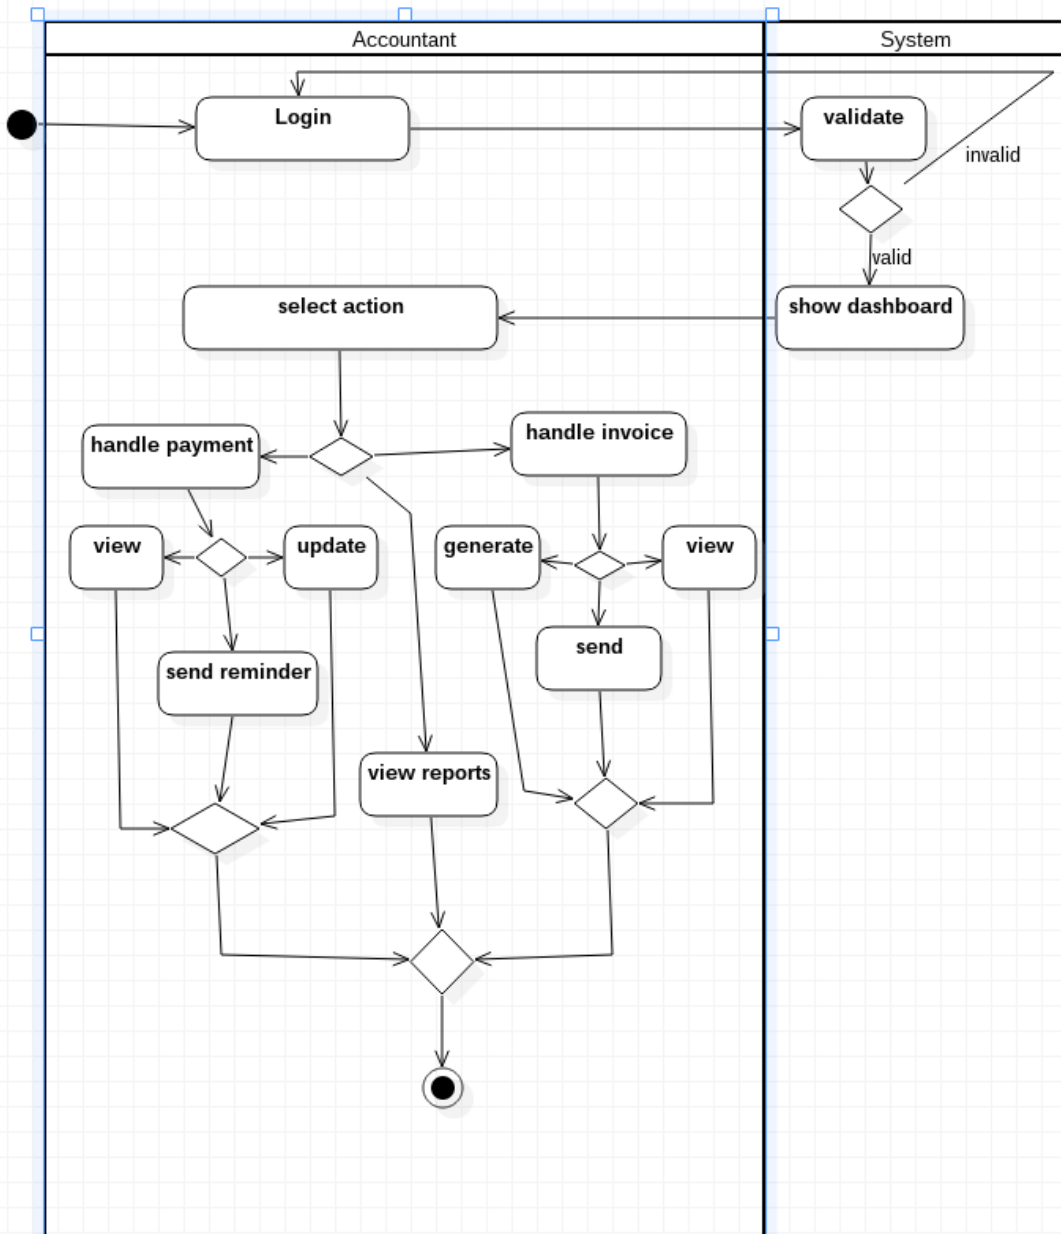 Accountant
System
Login
validate
invalid
valid
select action
show dashboard
handle payment
handle invoice
view
update
generate
view
send reminder
send
view reports